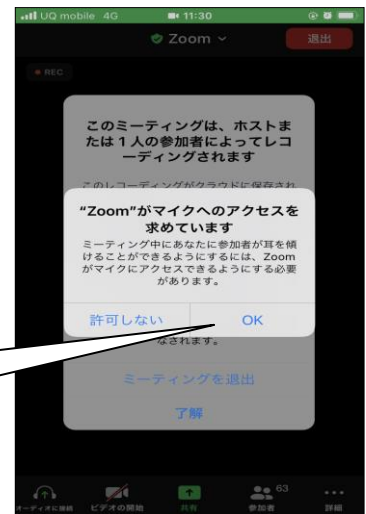 UQ mobile 4G 11:30
Zoom
退出
REC
このミーティングは、ホストま
たは1人の参加者によってレコ
ーディングされます
このレコーディングがクラウドに保存され
"Zoom"がマイクへのアクセスを
求めています
ミーティング中にあなたに参加者が耳を傾
けることができるようにするには、Zoom
がマイクにアクセスできるようにする必要
があります。
許可しない OK
なされます。
ミーティングを退出
了解
63
オーディオに接続 ビデオの開始 共有 参加者 詳細